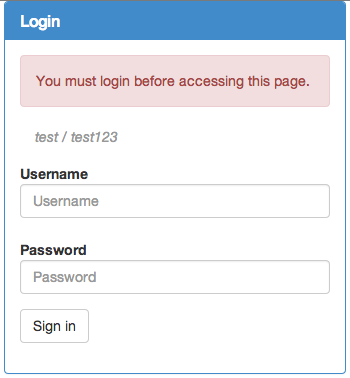 Login
You must login before accessing this page.
test / test123
Username
Username
Password
Password
Sign in